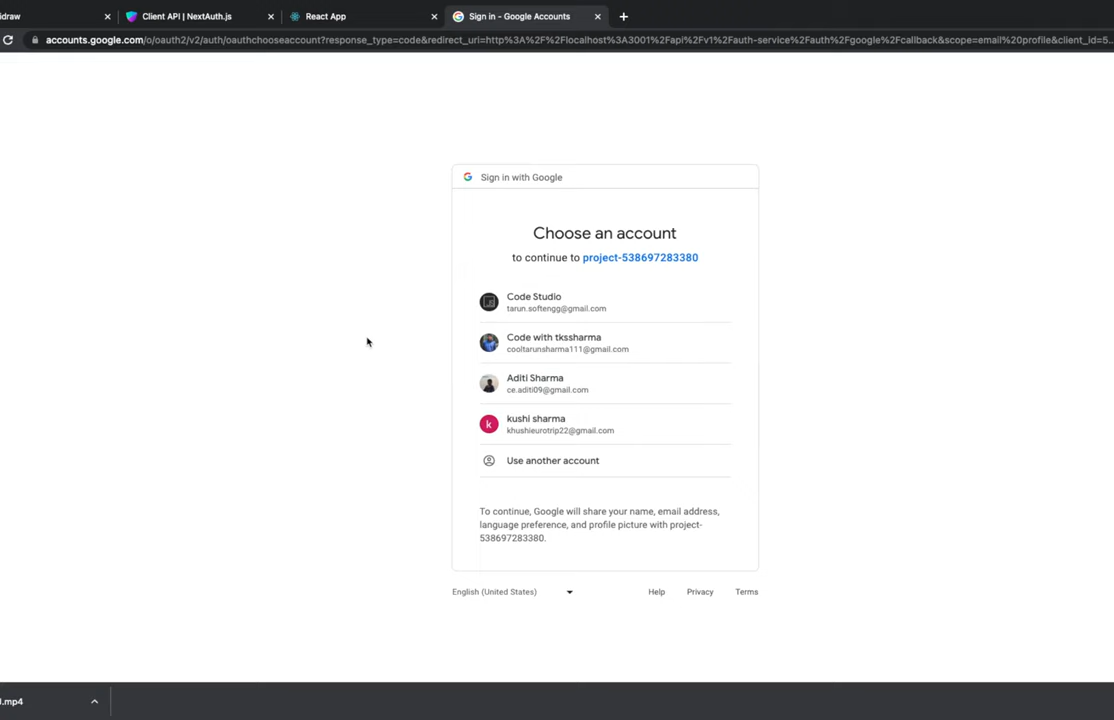 idraw
Client API | NextAuth.js
React App
Sign in - Google Accounts
accounts.google.com/o/oauth2/v2/auth/oauthchooseaccount?response_type=code&redirect_uri=http%3A%2F%2Flocalhost%3A3001%2Fapi%2Fv1%2Fauth-service%2Fauth%2Fgoogle%2Fcallback&scope=email%20profile&client_id=5...
Sign in with Google
Choose an account
to continue to project-538697283380
Code Studio
tarun.softengg@gmail.com
Code with tkssharma
cooltarunsharma111@gmail.com
Aditi Sharma
ce.aditi09@gmail.com
k
kushi sharma
khushieurotrip22@gmail.com
Use another account
To continue, Google will share your name, email address,
language preference, and profile picture with project-
538697283380.
English (United States)
Help
Privacy
Terms
.mp4